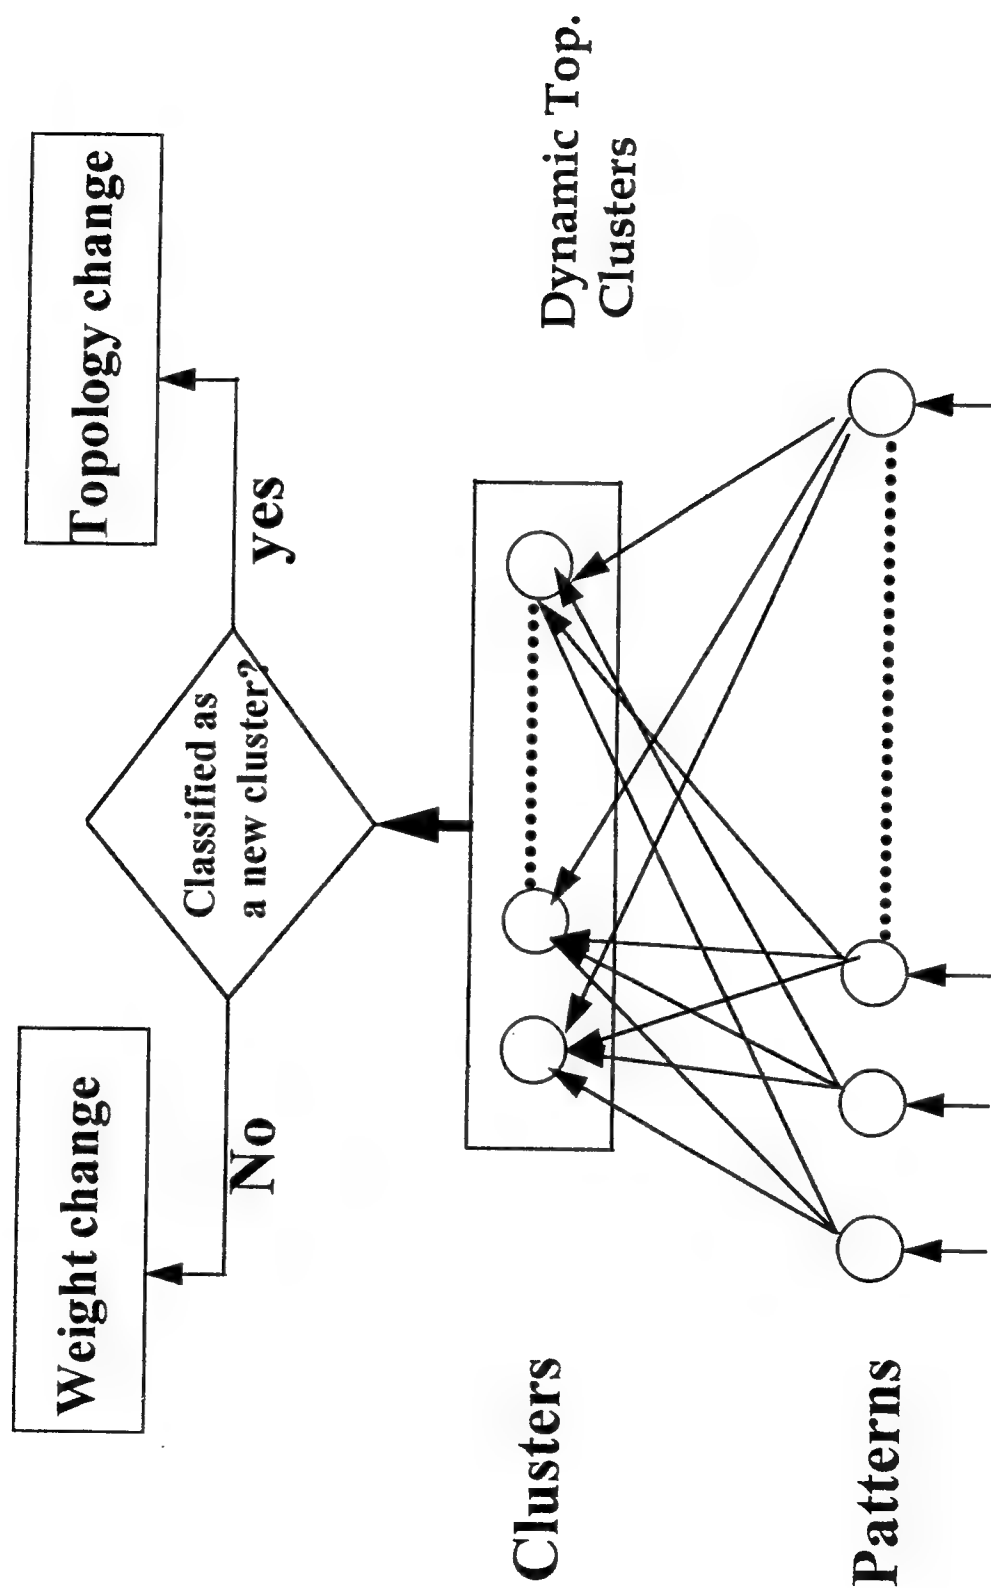 Weight change
Topology change
No
yes
Classified as
a new cluster?
Clusters
Dynamic Top.
Clusters
Patterns